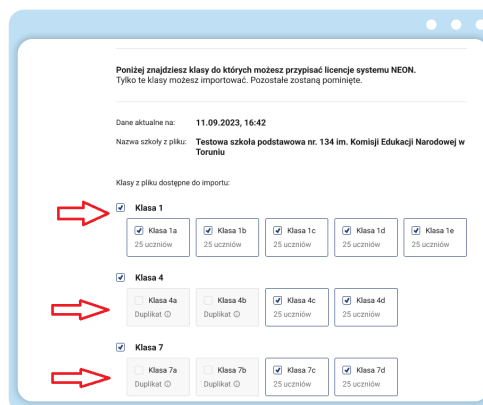 Poniżej znajdziesz klasy do których możesz przypisać licencje systemu NEON.
Tylko te klasy możesz importować. Pozostałe zostaną pominięte.
Dane aktualne na: 11.09.2023, 16:42
Nazwa szkoły z pliku: Testowa szkoła podstawowa nr. 134 im. Komisji Edukacji Narodowej w
Toruniu
Klasy z pliku dostępne do importu:
Klasa 1
Klasa 1a Klasa 1b Klasa 1c Klasa 1d Klasa 1e
25 uczniów 25 uczniów 25 uczniów 25 uczniów 25 uczniów
Klasa 4
Klasa 4a Klasa 4b Klasa 4c Klasa 4d
Duplikat Duplikat 25 uczniów 25 uczniów
Klasa 7
Klasa 7a Klasa 7b Klasa 7c Klasa 7d
Duplikat Duplikat 25 uczniów 25 uczniów